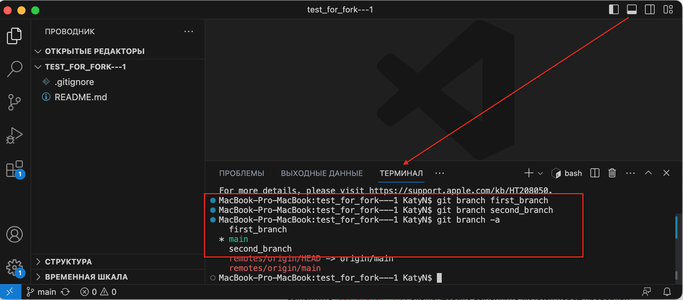 test_for_fork---1
ПРОВОДНИК
ОТКРЫТЫЕ РЕДАКТОРЫ
TEST_FOR_FORK---1
.gitignore
README.md
СТРУКТУРА
ВРЕМЕННАЯ ШКАЛА
ПРОБЛЕМЫ ВЫХОДНЫЕ ДАННЫЕ ТЕРМИНАЛ
bash
For more details, please visit https://support.apple.com/kb/HT208050.
MacBook-Pro-MacBook:test_for_fork---1 KatyN$ git branch first_branch
MacBook-Pro-MacBook:test_for_fork---1 KatyN$ git branch second_branch
MacBook-Pro-MacBook:test_for_fork---1 KatyN$ git branch -a
first_branch
* main
second_branch
remotes/origin/HEAD -> origin/main
remotes/origin/main
MacBook-Pro-MacBook:test_for_fork---1 KatyN$
1
1
main 0 0